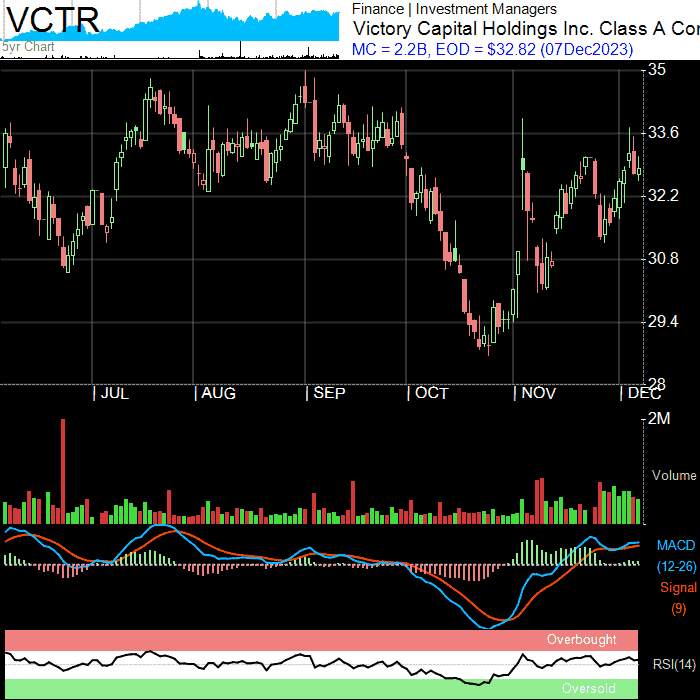 VCTR
5yr Chart
Finance | Investment Managers
Victory Capital Holdings Inc. Class A Con
MC = 2.2B, EOD = $32.82 (07Dec2023)
35
33.6
32.2
30.8
29.4
28
JUL AUG SEP OCT NOV DEC
2M
Volume
MACD
(12-26)
Signal
(9)
Overbought
RSI(14)
Oversold